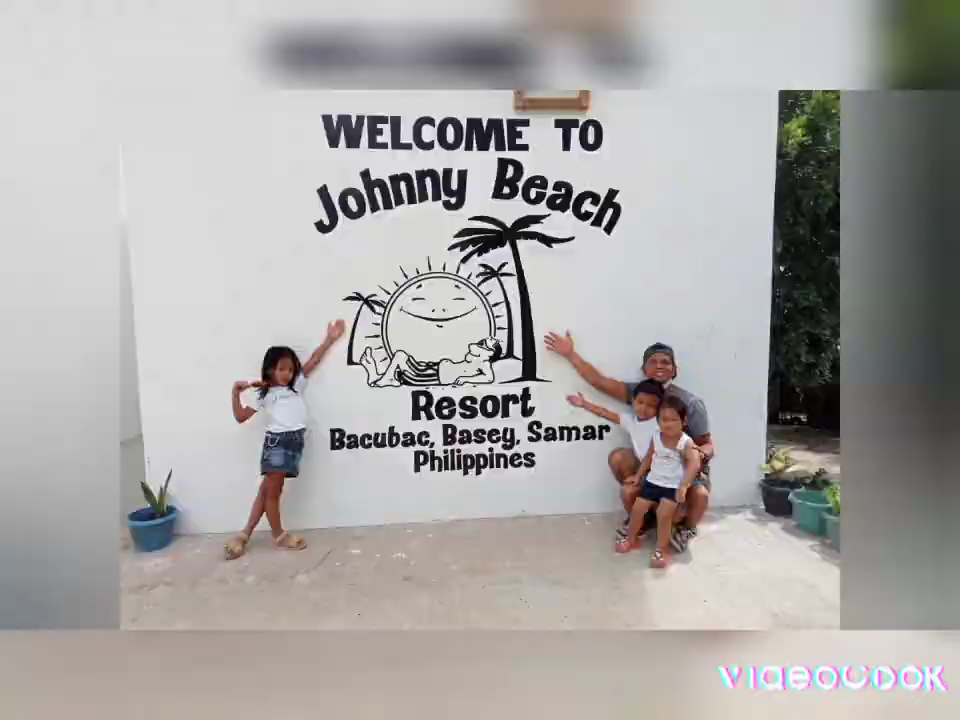 WELCOME TO
Johnny Beach
Resort
Bacubac, Basey, Samar
Philippines
VIDEOCOOK